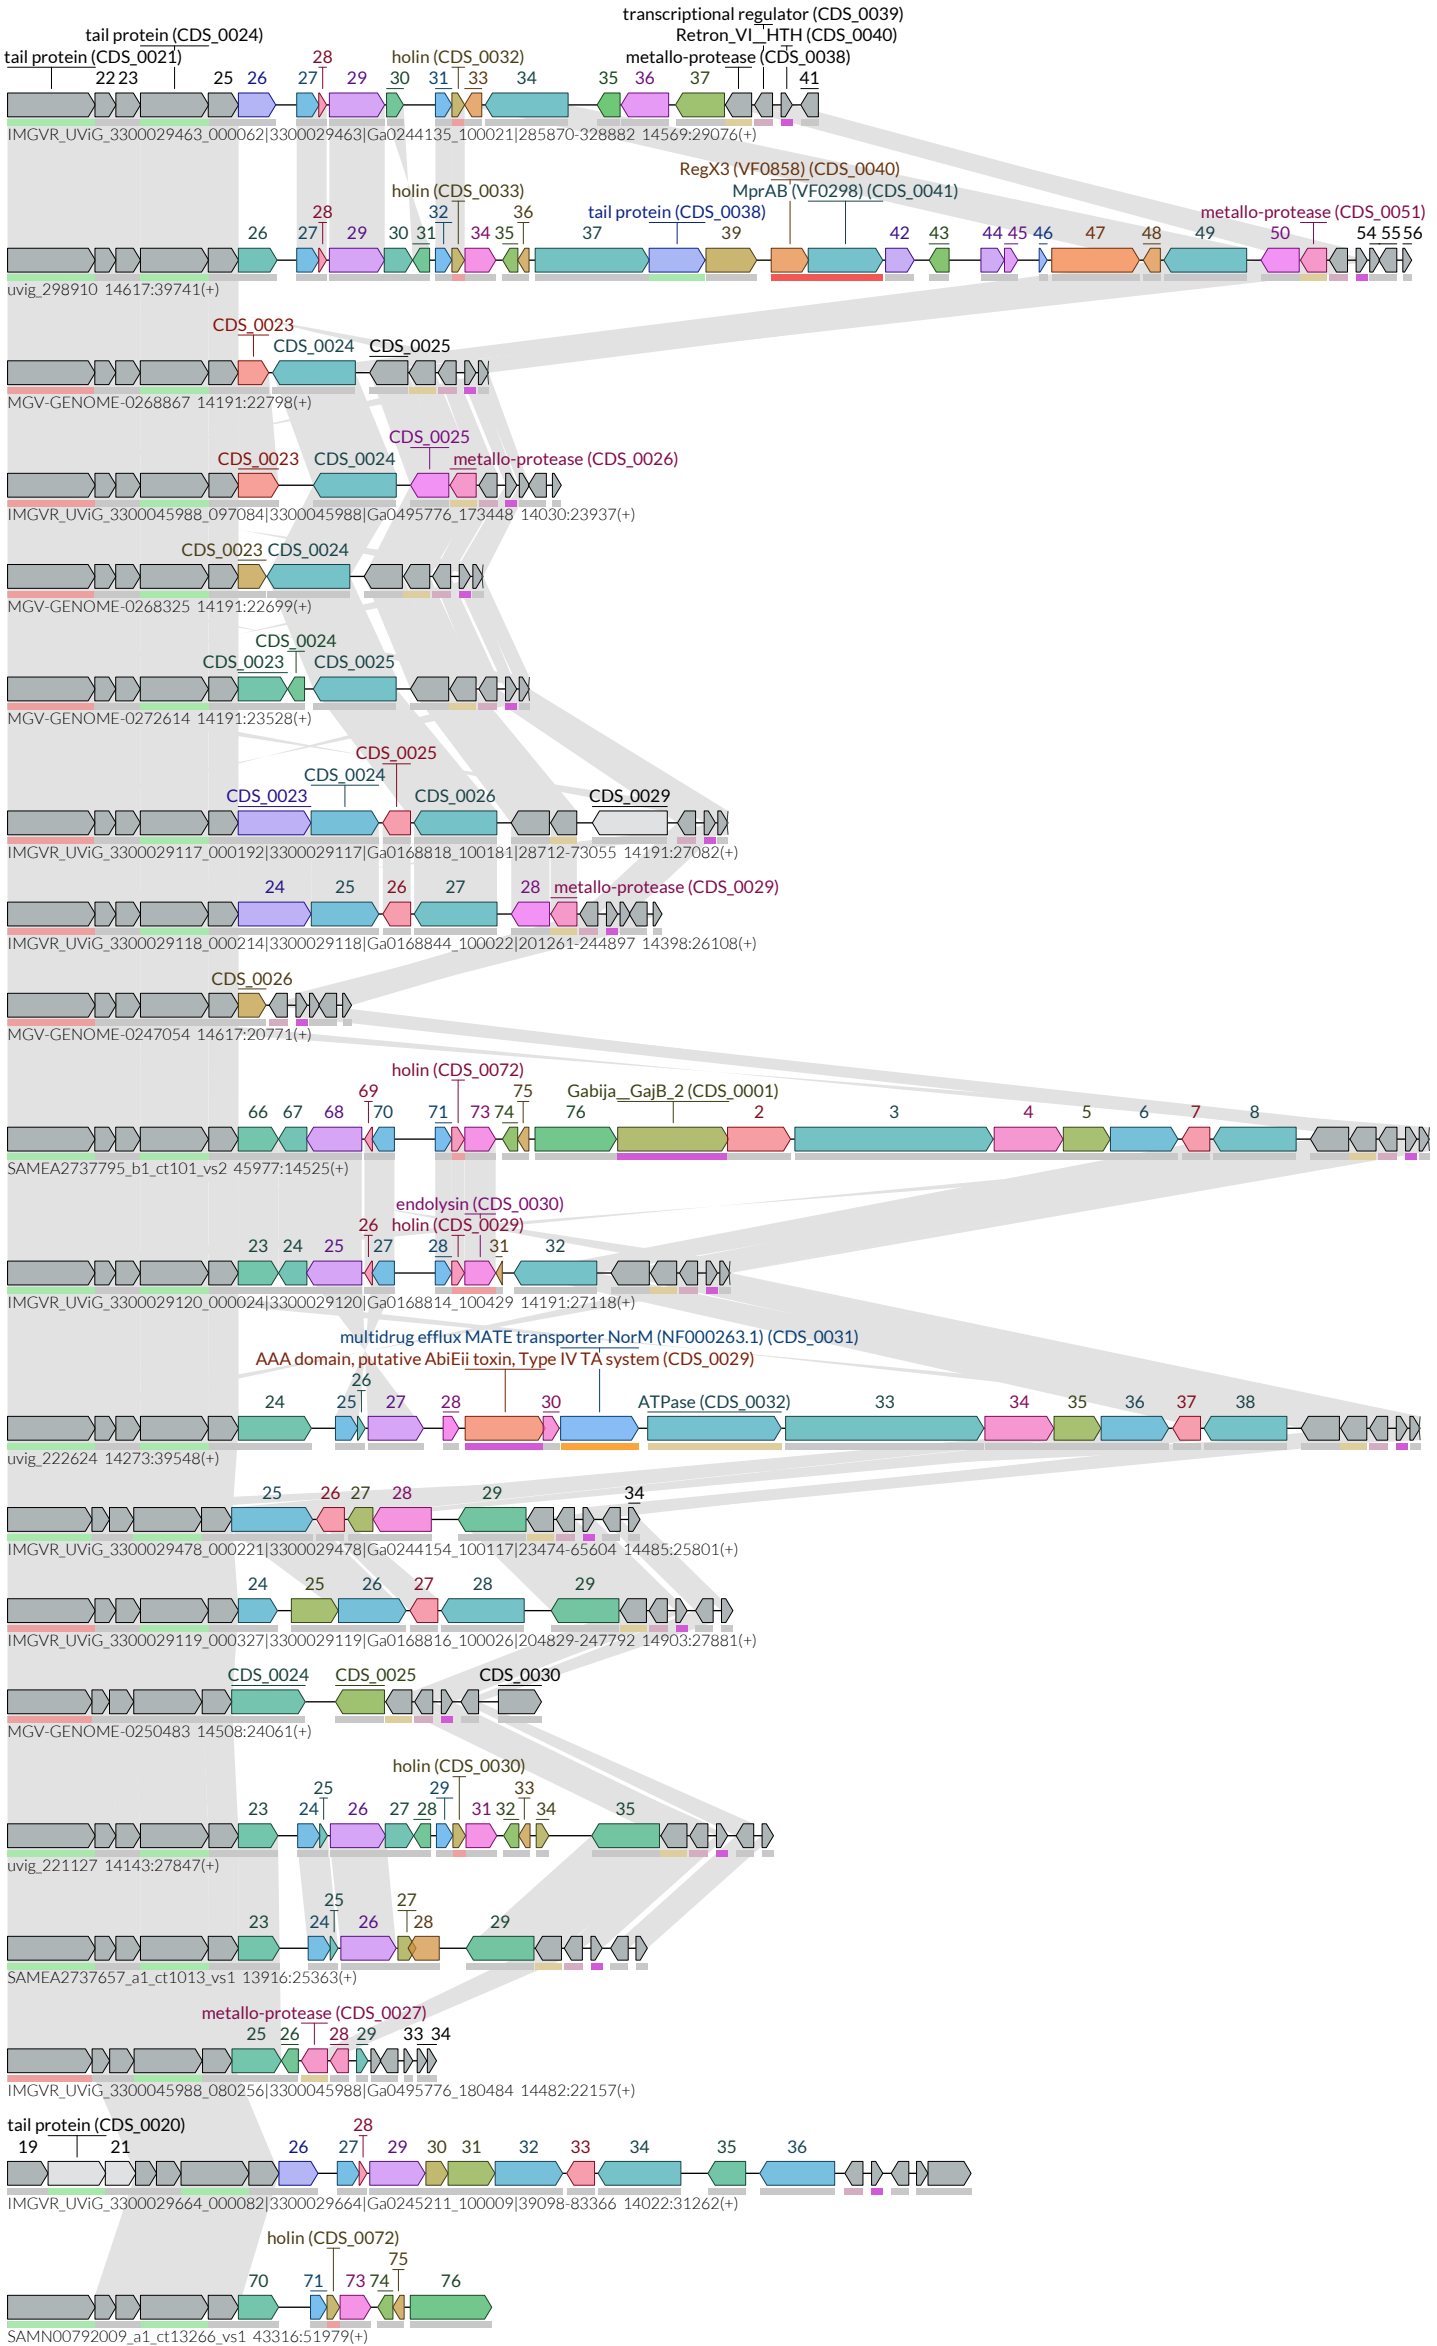 transcriptional regulator (CDS_0039)
tail protein (CDS_0024) Retron_VI__HTH (CDS_0040)
tail protein (CDS_0021) 28 holin (CDS_0032) metallo-protease (CDS_0038)
22 23 25 26 27 29 30 31 33 34 35 36 37 41
IMGVR_UViG_3300029463_000062|3300029463|Ga0244135_100021|285870-328882 14569:29076(+)
RegX3 (VF0858) (CDS_0040)
holin (CDS_0033) MprAB (VF0298) (CDS_0041)
28 32 36 tail protein (CDS_0038) metallo-protease (CDS_0051)
26 27 29 30 31 34 35 37 39 42 43 44 45 46 47 48 49 50 54 55 56
uvig_298910 14617:39741(+)
CDS_0023
CDS_0024 CDS_0025
MGV-GENOME-0268867 14191:22798(+)
CDS_0025
CDS_0023 CDS_0024 metallo-protease (CDS_0026)
IMGVR_UViG_3300045988_097084|3300045988|Ga0495776_173448 14030:23937(+)
CDS_0023 CDS_0024
MGV-GENOME-0268325 14191:22699(+)
CDS_0024
CDS_0023 CDS_0025
MGV-GENOME-0272614 14191:23528(+)
CDS_0025
CDS_0024
CDS_0023 CDS_0026 CDS_0029
IMGVR_UViG_3300029117_000192|3300029117|Ga0168818_100181|28712-73055 14191:27082(+)
24 25 26 27 28 metallo-protease (CDS_0029)
IMGVR_UViG_3300029118_000214|3300029118|Ga0168844_100022|201261-244897 14398:26108(+)
CDS_0026
MGV-GENOME-0247054 14617:20771(+)
holin (CDS_0072)
69 75 Gabija__GajB_2 (CDS_0001)
66 67 68 70 71 73 74 76 2 3 4 5 6 7 8
SAMEA2737795_b1_ct101_vs2 45977:14525(+)
endolysin (CDS_0030)
26 holin (CDS_0029)
23 24 25 27 28 31 32
IMGVR_UViG_3300029120_000024|3300029120|Ga0168814_100429 14191:27118(+)
multidrug efflux MATE transporter NorM (NF000263.1) (CDS_0031)
AAA domain, putative AbiEii toxin, Type IV TA system (CDS_0029)
26
24 25 27 28 30 ATPase (CDS_0032) 33 34 35 36 37 38
uvig_222624 14273:39548(+)
25 26 27 28 29 34
IMGVR_UViG_3300029478_000221|3300029478|Ga0244154_100117|23474-65604 14485:25801(+)
24 25 26 27 28 29
IMGVR_UViG_3300029119_000327|3300029119|Ga0168816_100026|204829-247792 14903:27881(+)
CDS_0024 CDS_0025 CDS_0030
MGV-GENOME-0250483 14508:24061(+)
holin (CDS_0030)
25 29 33
23 24 26 27 28 31 32 34 35
uvig_221127 14143:27847(+)
25 27
23 24 26 28 29
SAMEA2737657_a1_ct1013_vs1 13916:25363(+)
metallo-protease (CDS_0027)
25 26 28 29 33 34
IMGVR_UViG_3300045988_080256|3300045988|Ga0495776_180484 14482:22157(+)
tail protein (CDS_0020) 28
19 21 26 27 29 30 31 32 33 34 35 36
IMGVR_UViG_3300029664_000082|3300029664|Ga0245211_100009|39098-83366 14022:31262(+)
holin (CDS_0072)
75
70 71 73 74 76
SAMN00792009_a1_ct13266_vs1 43316:51979(+)